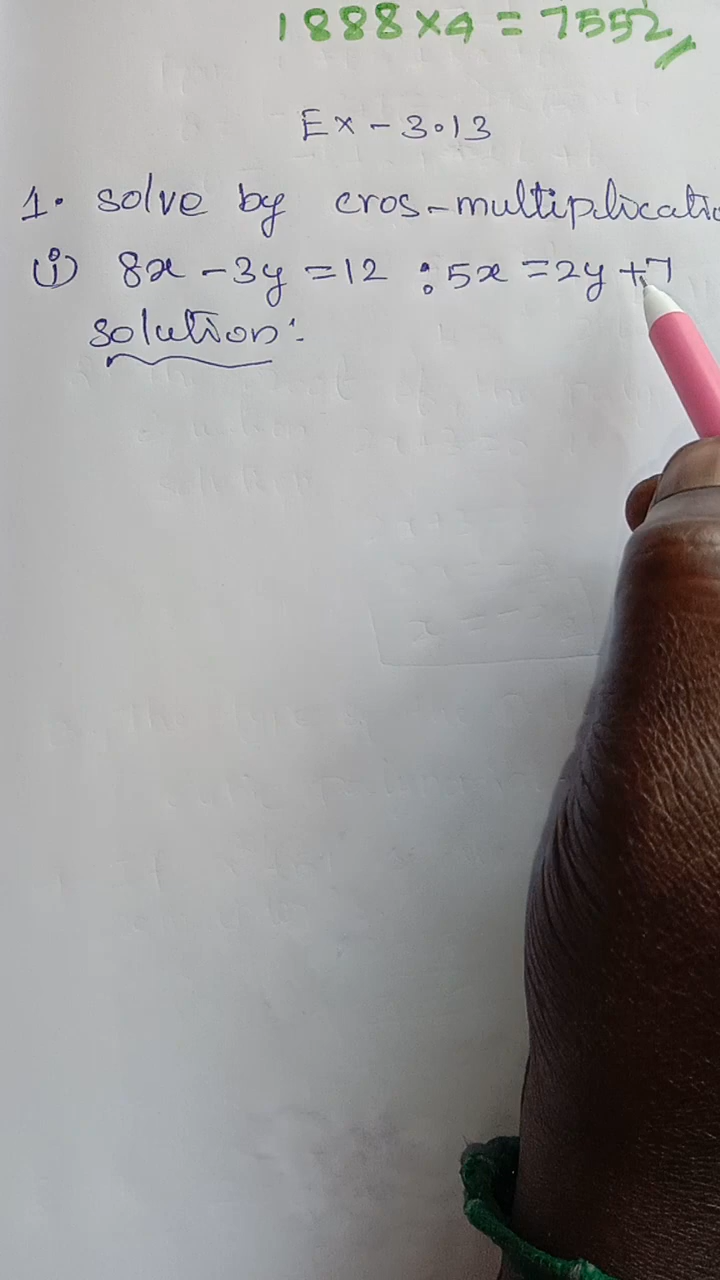 1888×4 = 7552
Ex - 3.13
1. solve by cros-multiplicatio
(i) 8x - 3y = 12 ; 5x = 2y + 7
solution: